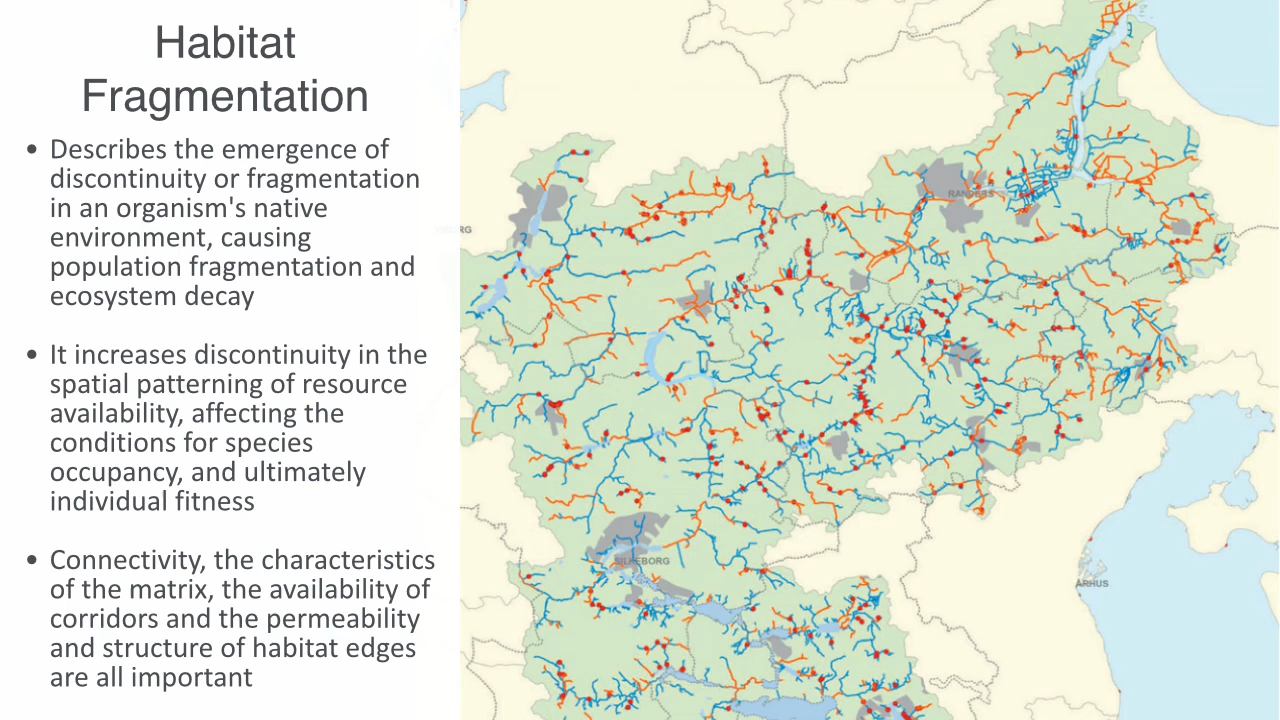 Habitat
Fragmentation
• Describes the emergence of
discontinuity or fragmentation
in an organism's native
environment, causing
population fragmentation and
ecosystem decay
• It increases discontinuity in the
spatial patterning of resource
availability, affecting the
conditions for species
occupancy, and ultimately
individual fitness
• Connectivity, the characteristics
of the matrix, the availability of
corridors and the permeability
and structure of habitat edges
are all important
RANDERS
RG
SILKEBORG
ÅRHUS